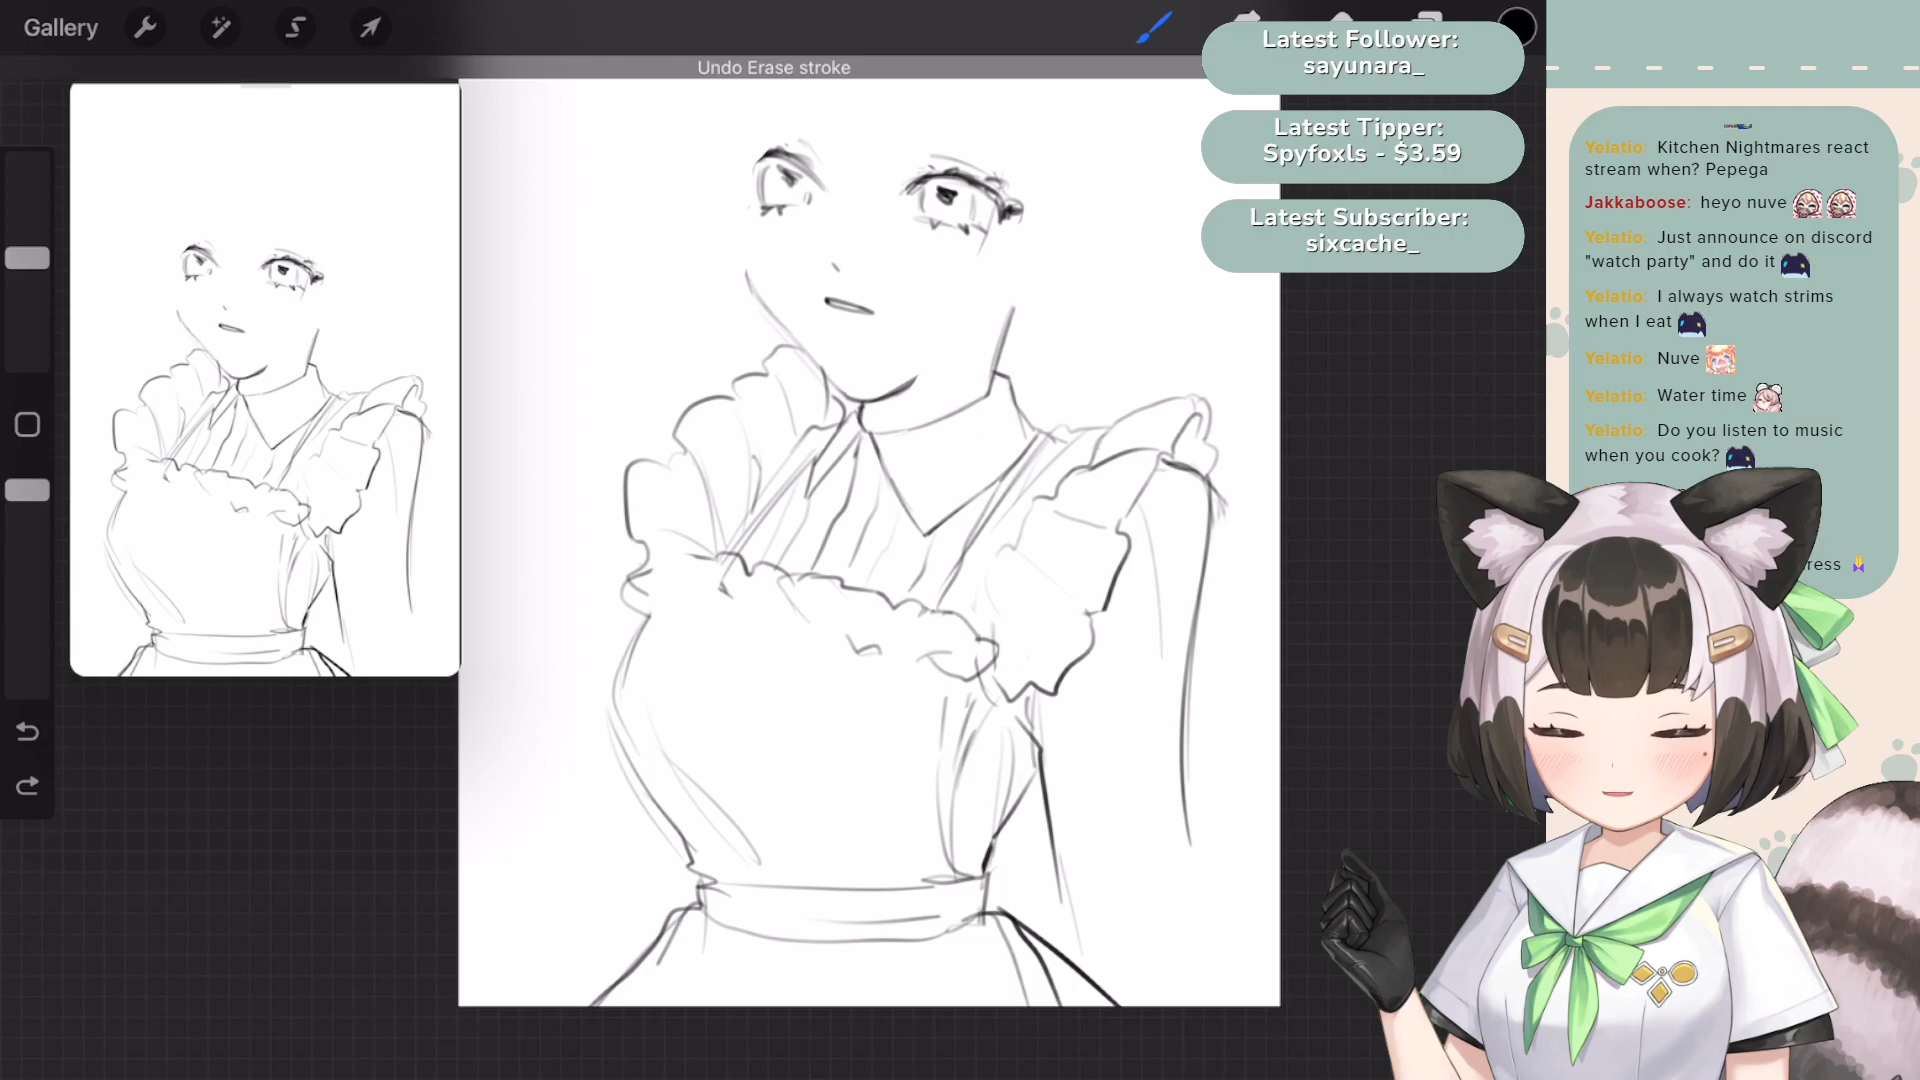 Gallery
Undo Erase stroke
Latest Follower:
sayunara_
Latest Tipper:
Spyfoxls - $3.59
Latest Subscriber:
sixcache_
Yelatio: Kitchen Nightmares react
stream when? Pepega
Jakkaboose: heyo nuve
Yelatio: Just announce on discord
"watch party" and do it
Yelatio: I always watch strims
when I eat
Yelatio: Nuve
Yelatio: Water time
Yelatio: Do you listen to music
when you cook?